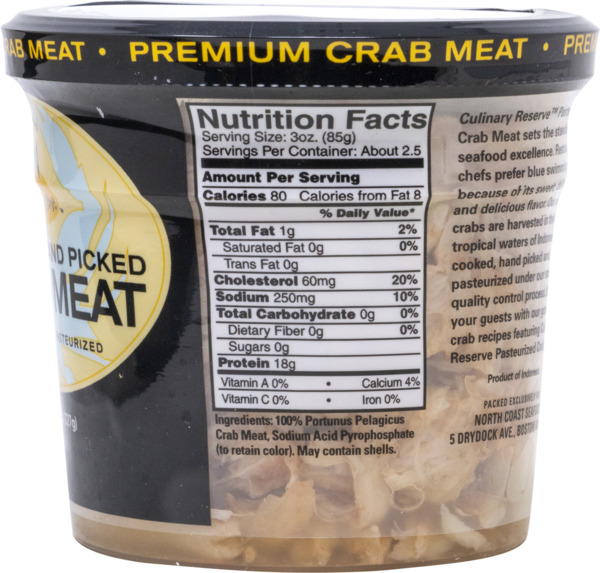 AB MEAT • PREMIUM CRAB MEAT • PRE
ND PICKED
MEAT
Nutrition Facts
Serving Size: 3oz. (85g)
Servings Per Container: About 2.5
Amount Per Serving
Calories 80 Calories from Fat 8
% Daily Value*
Total Fat 1g 2%
Saturated Fat 0g 0%
Trans Fat 0g
Cholesterol 60mg 20%
Sodium 250mg 10%
Total Carbohydrate 0g 0%
Dietary Fiber 0g 0%
Sugars 0g
Protein 18g
Vitamin A 0% • Calcium 4%
Vitamin C 0% • Iron 0%
Ingredients: 100% Portunus Pelagicus
Crab Meat, Sodium Acid Pyrophosphate
(to retain color). May contain shells.
Culinary Reserve™
Crab Meat sets the
seafood excellence.
chefs prefer blue
because of its sweet
and delicious flavor.
crabs are harvested in
tropical waters of
cooked, hand picked and
pasteurized under
quality control process.
your guests with our
crab recipes featuring
Reserve Pasteurized
Product of
PACKED EXCLUSIVELY
NORTH COAST
5 DRYDOCK AVE., BOSTON